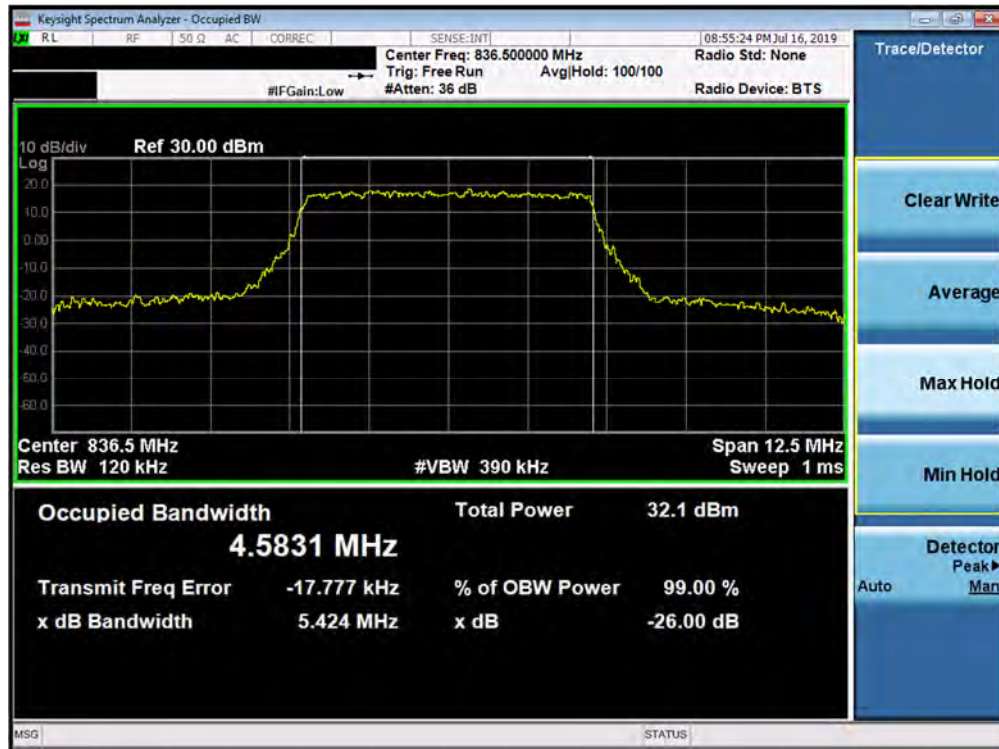 Keysight Spectrum Analyzer - Occupied BW
LXI RL RF 50 Ω AC CORREC SENSE:INT 08:55:24 PM Jul 16, 2019
Center Freq: 836.500000 MHz Radio Std: None
Trig: Free Run Avg|Hold: 100/100
#IFGain:Low #Atten: 36 dB Radio Device: BTS
Trace/Detector
10 dB/div Ref 30.00 dBm
Log
20.0
10.0
0.00
-10.0
-20.0
-30.0
-40.0
-50.0
-60.0
Center 836.5 MHz Span 12.5 MHz
Res BW 120 kHz #VBW 390 kHz Sweep 1 ms
Clear Write
Average
Max Hold
Min Hold
Detector
Peak▶
Auto Man
Occupied Bandwidth Total Power 32.1 dBm
4.5831 MHz
Transmit Freq Error -17.777 kHz % of OBW Power 99.00 %
x dB Bandwidth 5.424 MHz x dB -26.00 dB
MSG STATUS